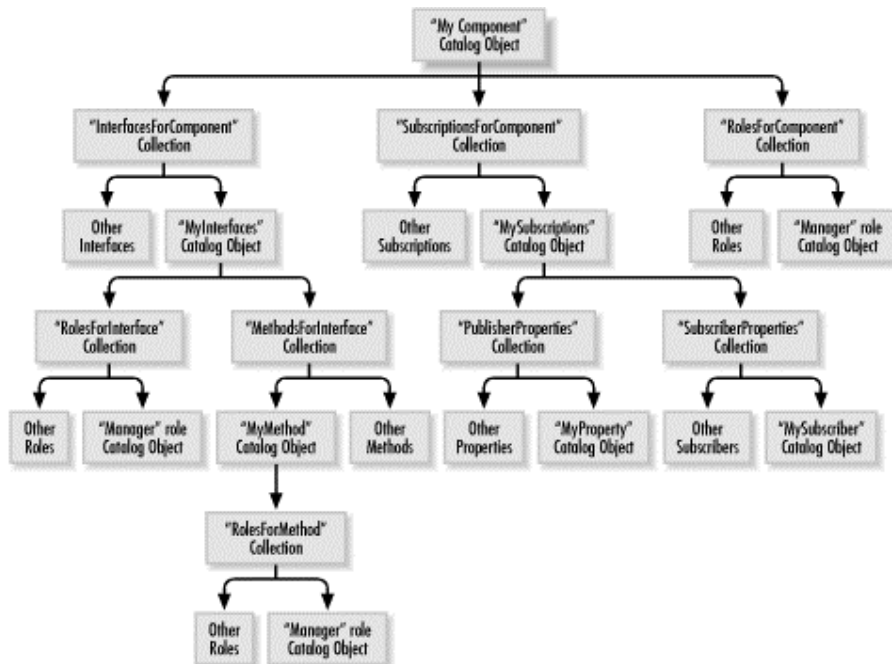 “My Component”
Catalog Object
“InterfacesForComponent”
Collection
“SubscriptionsForComponent”
Collection
“RolesForComponent”
Collection
Other
Interfaces
“MyInterfaces”
Catalog Object
Other
Subscriptions
“MySubscriptions”
Catalog Object
Other
Roles
“Manager” role
Catalog Object
“RolesForInterface”
Collection
“MethodsForInterface”
Collection
“PublisherProperties”
Collection
“SubscriberProperties”
Collection
Other
Roles
“Manager” role
Catalog Object
“MyMethod”
Catalog Object
Other
Methods
Other
Properties
“MyProperty”
Catalog Object
Other
Subscribers
“MySubscriber”
Catalog Object
“RolesForMethod”
Collection
Other
Roles
“Manager” role
Catalog Object